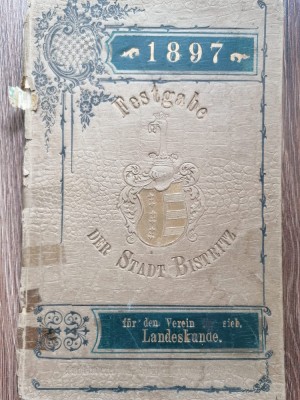 1897
Festgabe
DER STADT BISTRITZ
für den Verein sieb.
Landeskunde.